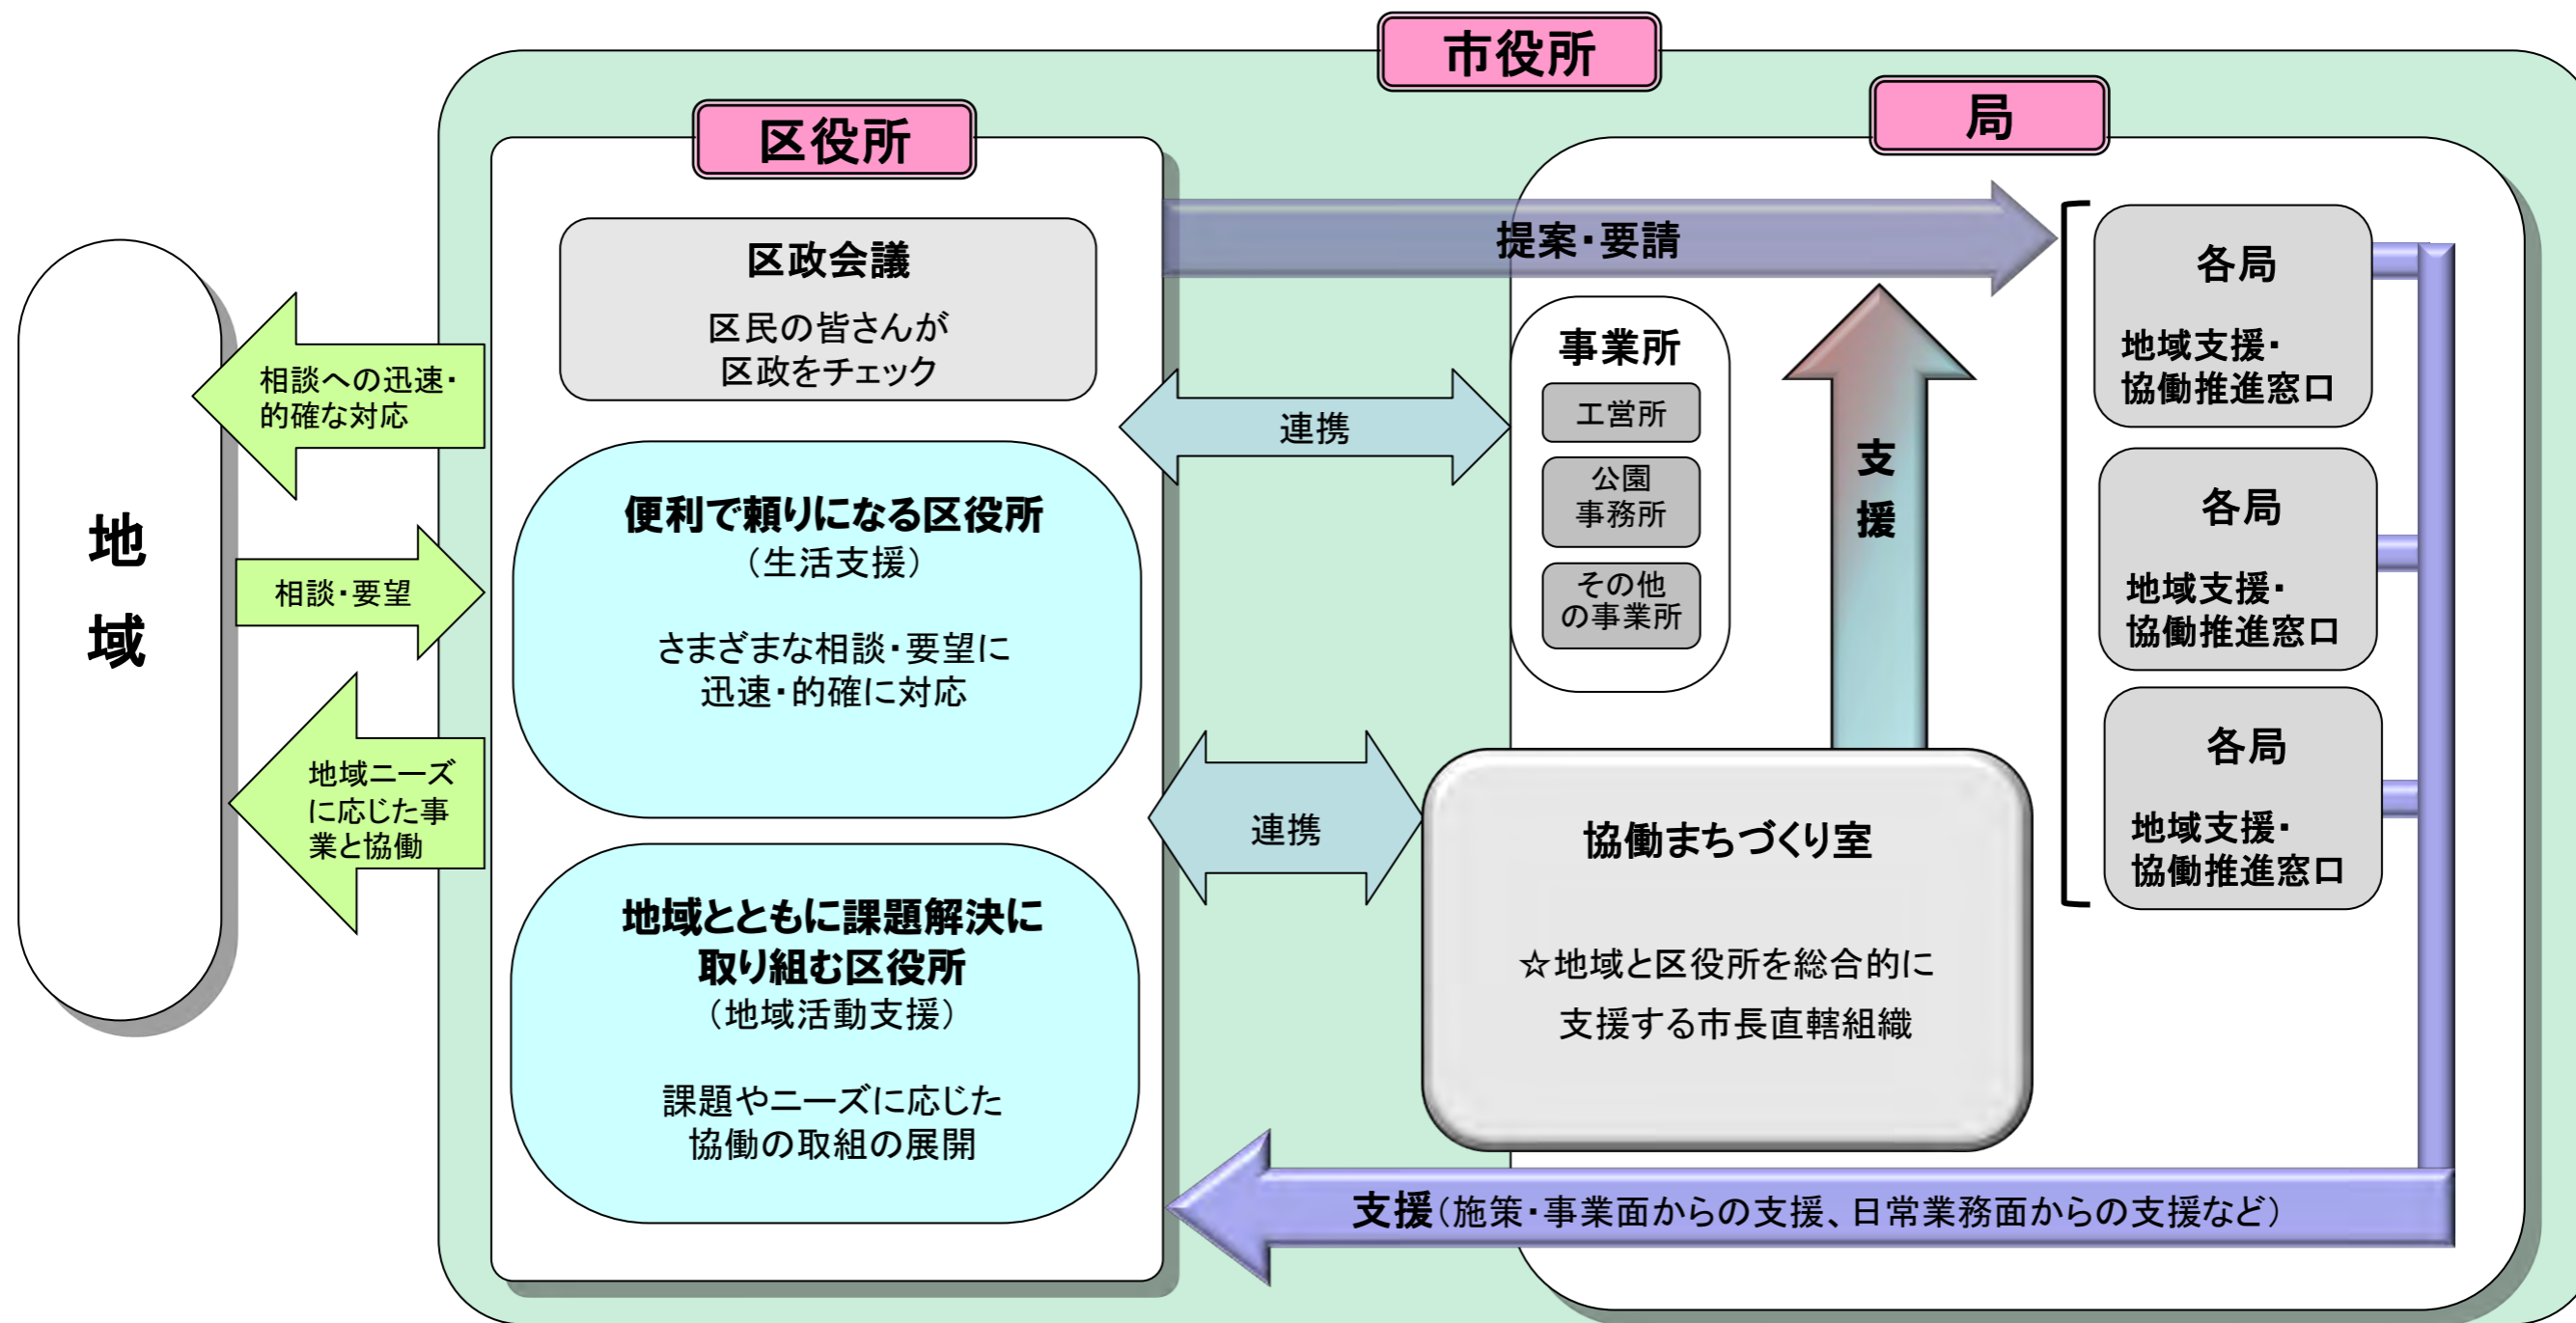 市役所
区役所
局
地
域
相談への迅速・
的確な対応
相談・要望
地域ニーズ
に応じた事
業と協働
区政会議
区民の皆さんが
区政をチェック
便利で頼りになる区役所
（生活支援）
さまざまな相談・要望に
迅速・的確に対応
地域とともに課題解決に
取り組む区役所
（地域活動支援）
課題やニーズに応じた
協働の取組の展開
提案・要請
連携
連携
事業所
工営所
公園
事務所
その他
の事業所
支
援
協働まちづくり室
☆地域と区役所を総合的に
支援する市長直轄組織
各局
地域支援・
協働推進窓口
各局
地域支援・
協働推進窓口
各局
地域支援・
協働推進窓口
支援（施策・事業面からの支援、日常業務面からの支援など）